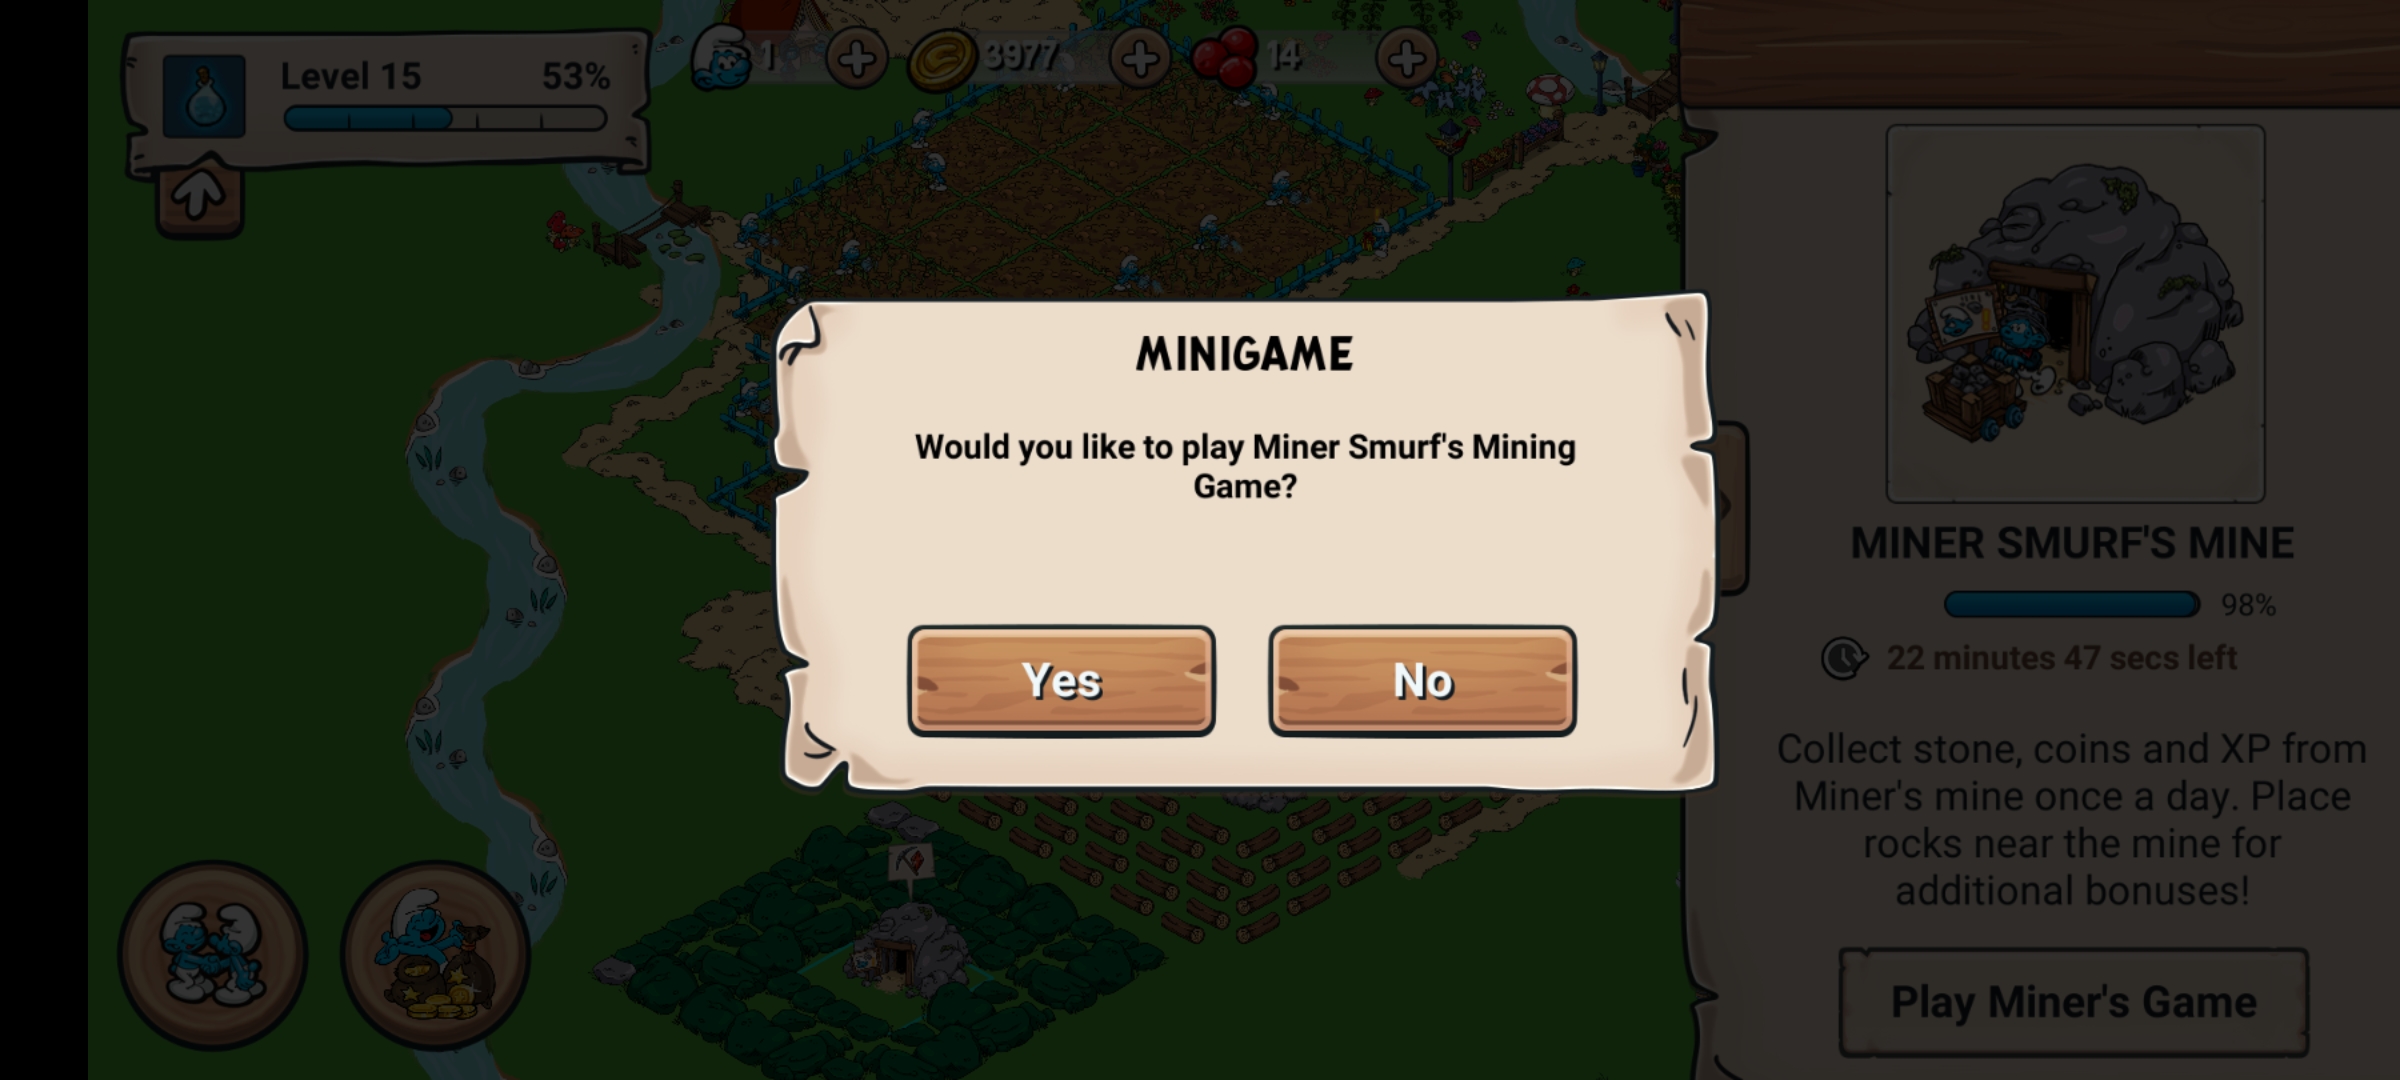 Level 15 53%
1
3977
14
MINIGAME
Would you like to play Miner Smurf's Mining
Game?
Yes
No
MINER SMURF'S MINE
98%
22 minutes 47 secs left
Collect stone, coins and XP from
Miner's mine once a day. Place
rocks near the mine for
additional bonuses!
Play Miner's Game